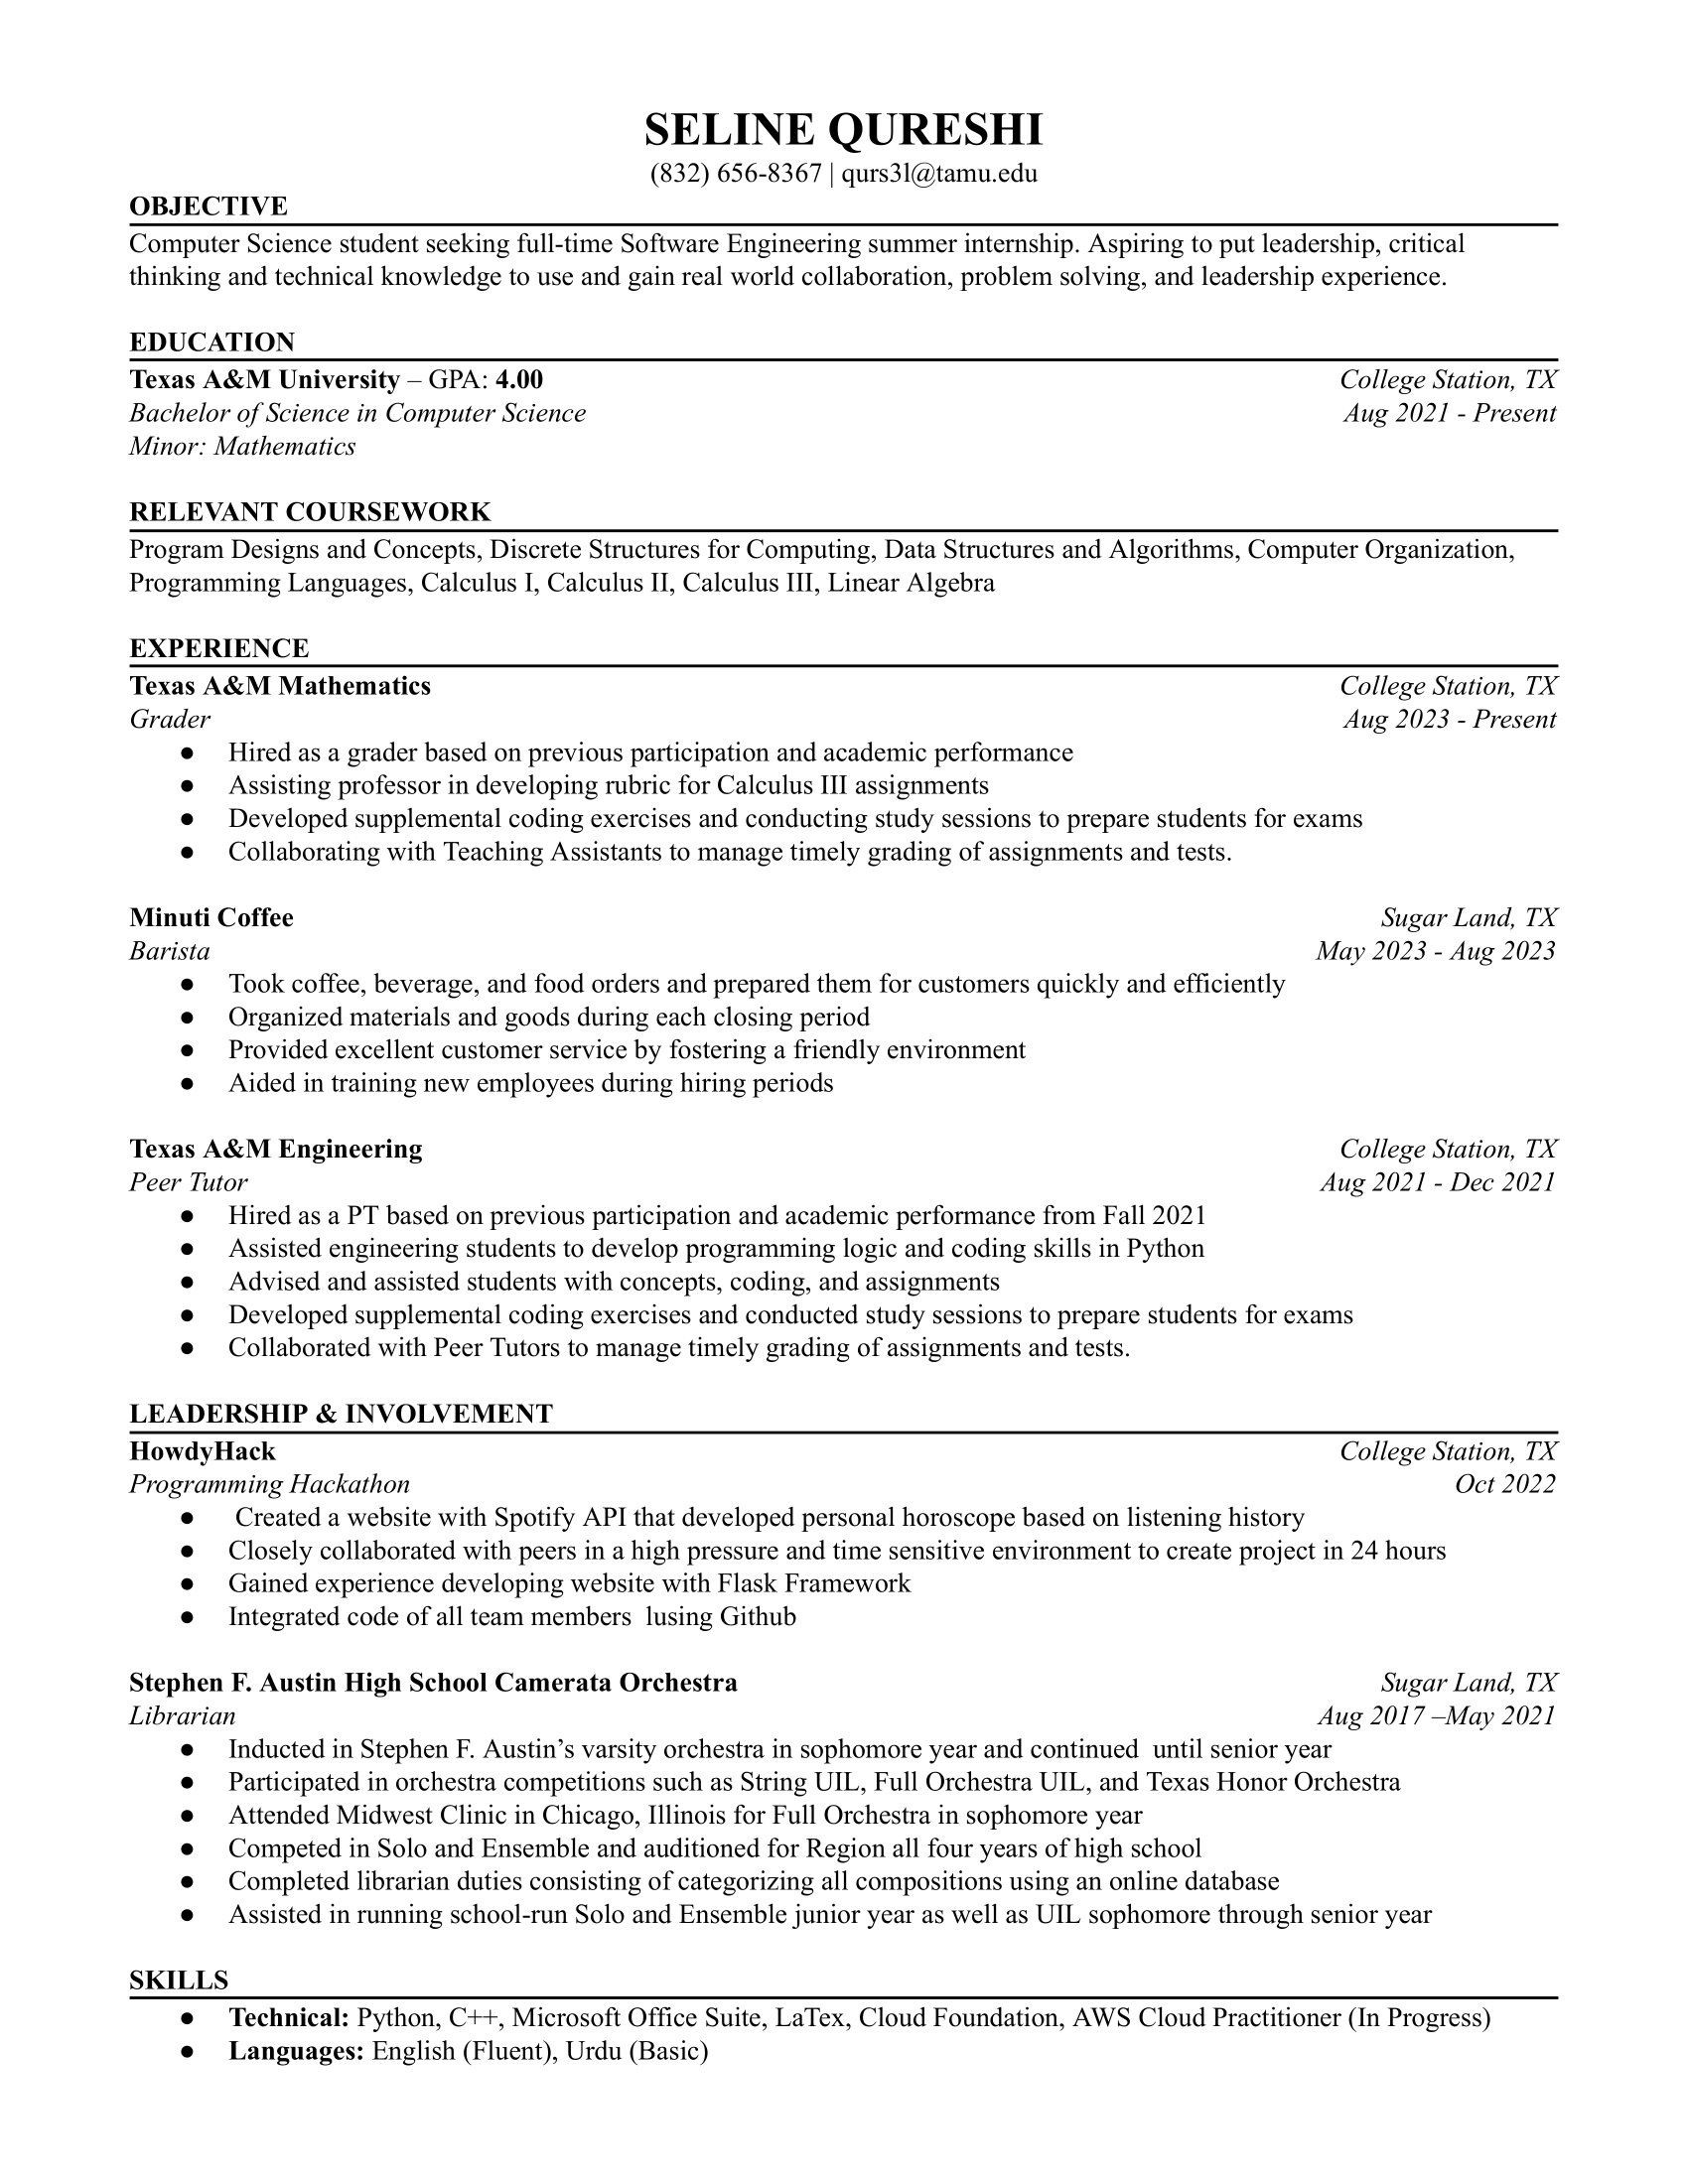 SELINE QURESHI
(832) 656-8367 | qurs3l@tamu.edu
OBJECTIVE
Computer Science student seeking full-time Software Engineering summer internship. Aspiring to put leadership, critical
thinking and technical knowledge to use and gain real world collaboration, problem solving, and leadership experience.
EDUCATION
Texas A&M University – GPA: 4.00 College Station, TX
Bachelor of Science in Computer Science Aug 2021 - Present
Minor: Mathematics
RELEVANT COURSEWORK
Program Designs and Concepts, Discrete Structures for Computing, Data Structures and Algorithms, Computer Organization,
Programming Languages, Calculus I, Calculus II, Calculus III, Linear Algebra
EXPERIENCE
Texas A&M Mathematics College Station, TX
Grader Aug 2023 - Present
● Hired as a grader based on previous participation and academic performance
● Assisting professor in developing rubric for Calculus III assignments
● Developed supplemental coding exercises and conducting study sessions to prepare students for exams
● Collaborating with Teaching Assistants to manage timely grading of assignments and tests.
Minuti Coffee Sugar Land, TX
Barista May 2023 - Aug 2023
● Took coffee, beverage, and food orders and prepared them for customers quickly and efficiently
● Organized materials and goods during each closing period
● Provided excellent customer service by fostering a friendly environment
● Aided in training new employees during hiring periods
Texas A&M Engineering College Station, TX
Peer Tutor Aug 2021 - Dec 2021
● Hired as a PT based on previous participation and academic performance from Fall 2021
● Assisted engineering students to develop programming logic and coding skills in Python
● Advised and assisted students with concepts, coding, and assignments
● Developed supplemental coding exercises and conducted study sessions to prepare students for exams
● Collaborated with Peer Tutors to manage timely grading of assignments and tests.
LEADERSHIP & INVOLVEMENT
HowdyHack College Station, TX
Programming Hackathon Oct 2022
● Created a website with Spotify API that developed personal horoscope based on listening history
● Closely collaborated with peers in a high pressure and time sensitive environment to create project in 24 hours
● Gained experience developing website with Flask Framework
● Integrated code of all team members lusing Github
Stephen F. Austin High School Camerata Orchestra Sugar Land, TX
Librarian Aug 2017 –May 2021
● Inducted in Stephen F. Austin’s varsity orchestra in sophomore year and continued until senior year
● Participated in orchestra competitions such as String UIL, Full Orchestra UIL, and Texas Honor Orchestra
● Attended Midwest Clinic in Chicago, Illinois for Full Orchestra in sophomore year
● Competed in Solo and Ensemble and auditioned for Region all four years of high school
● Completed librarian duties consisting of categorizing all compositions using an online database
● Assisted in running school-run Solo and Ensemble junior year as well as UIL sophomore through senior year
SKILLS
● Technical: Python, C++, Microsoft Office Suite, LaTex, Cloud Foundation, AWS Cloud Practitioner (In Progress)
● Languages: English (Fluent), Urdu (Basic)